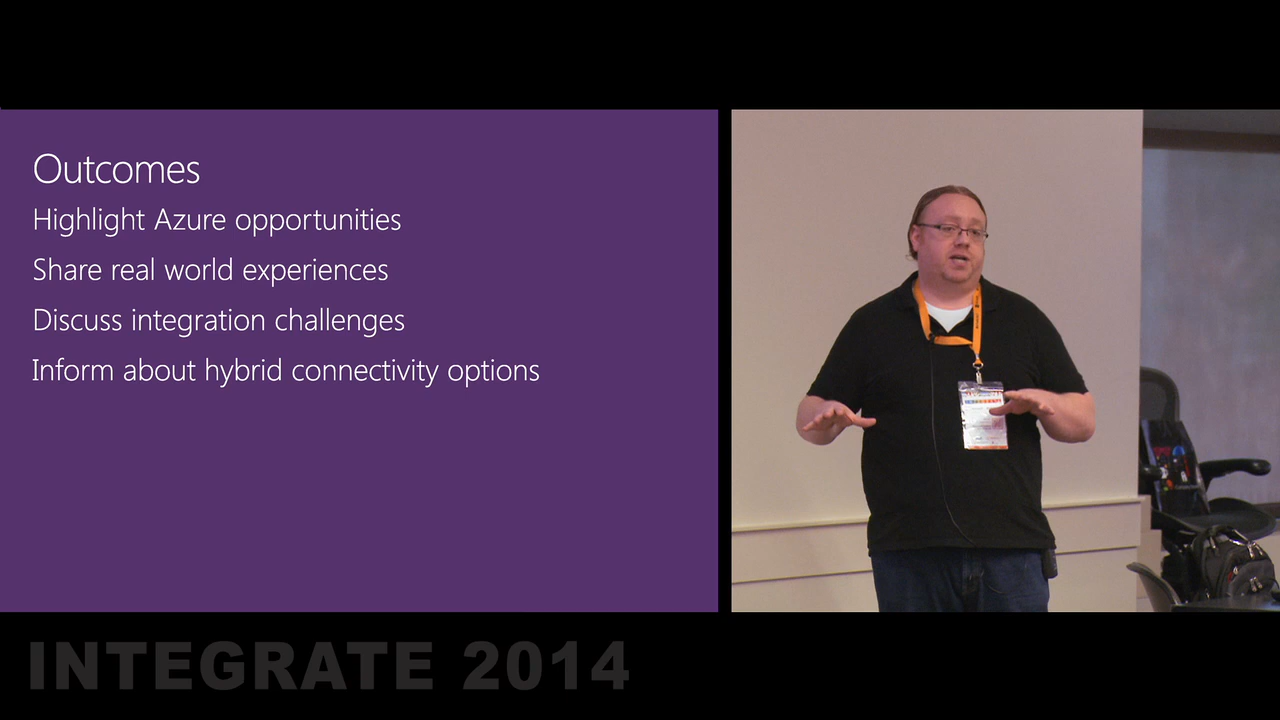 Outcomes
Highlight Azure opportunities
Share real world experiences
Discuss integration challenges
Inform about hybrid connectivity options
INTEGRATE 2014